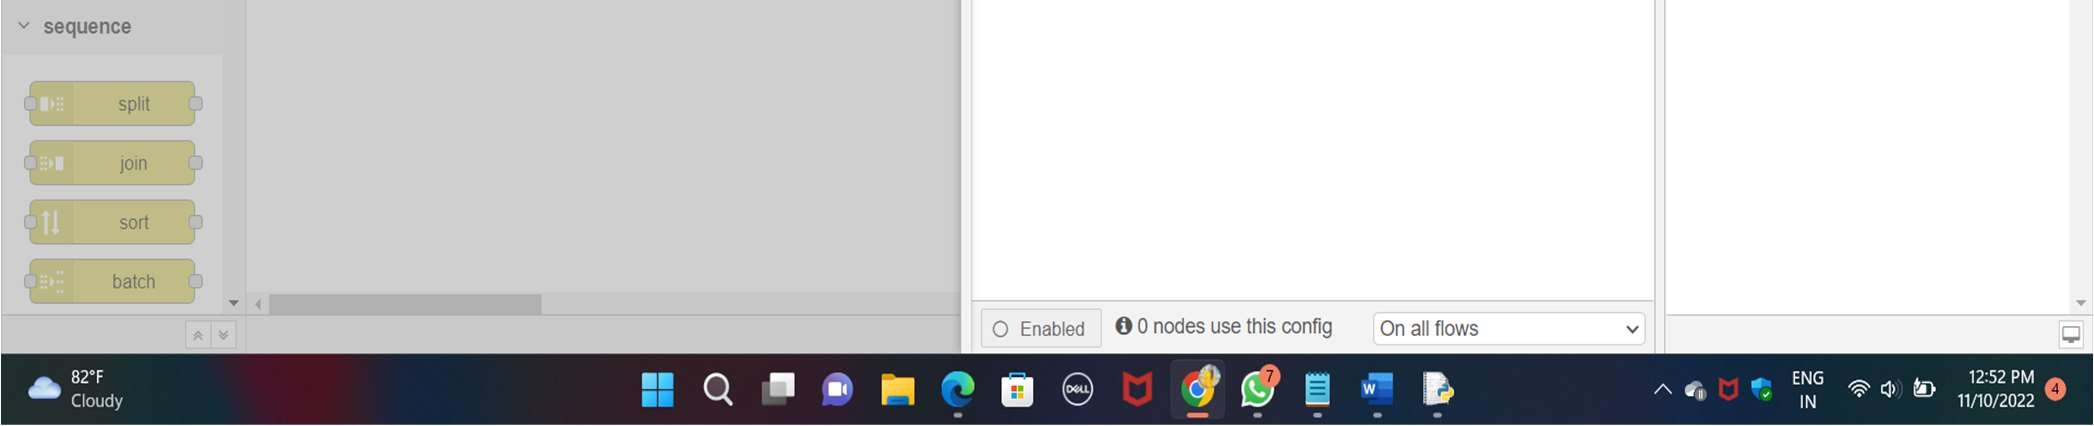 sequence
split
join
sort
batch
Enabled
0 nodes use this config
On all flows
82°F
Cloudy
DELL
7
W
ENG
IN
12:52 PM
11/10/2022
4